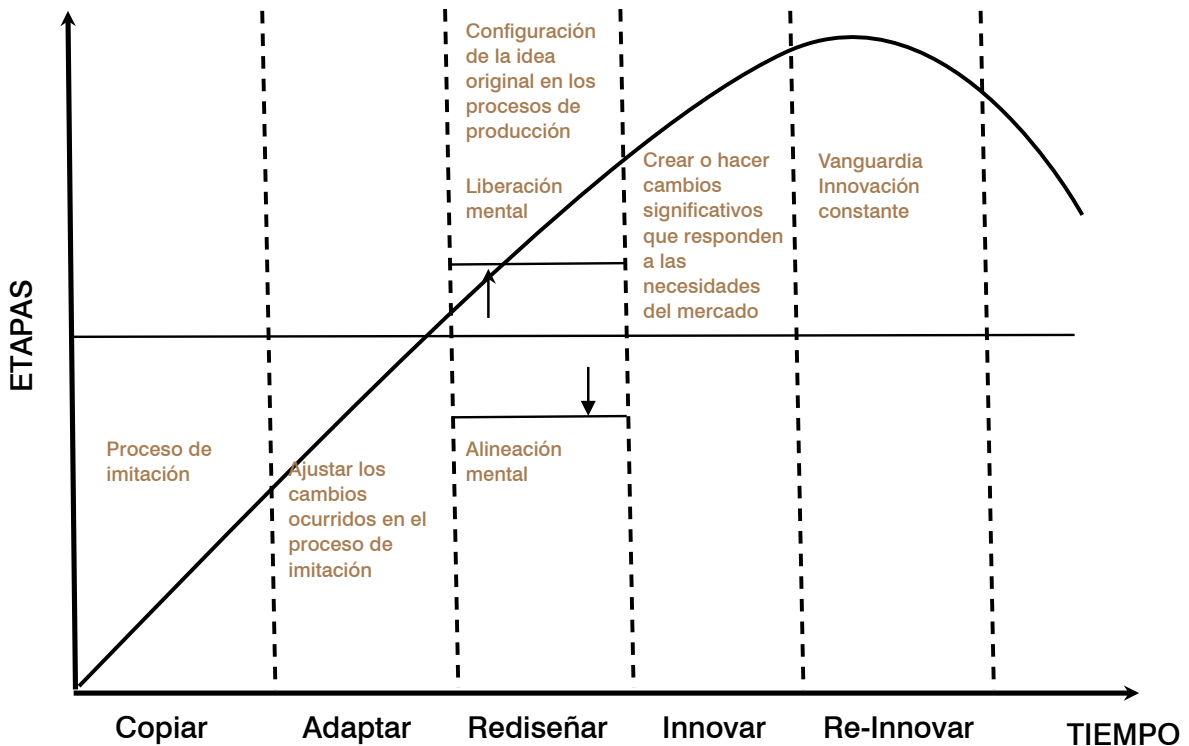 Configuración
de la idea
original en los
procesos de
producción
Liberación
mental
Crear o hacer
cambios
significativos
que responden
a las
necesidades
del mercado
Vanguardia
Innovación
constante
ETAPAS
Proceso de
imitación
Ajustar los
cambios
ocurridos en el
proceso de
imitación
Alineación
mental
Copiar
Adaptar
Rediseñar
Innovar
Re-Innovar
TIEMPO